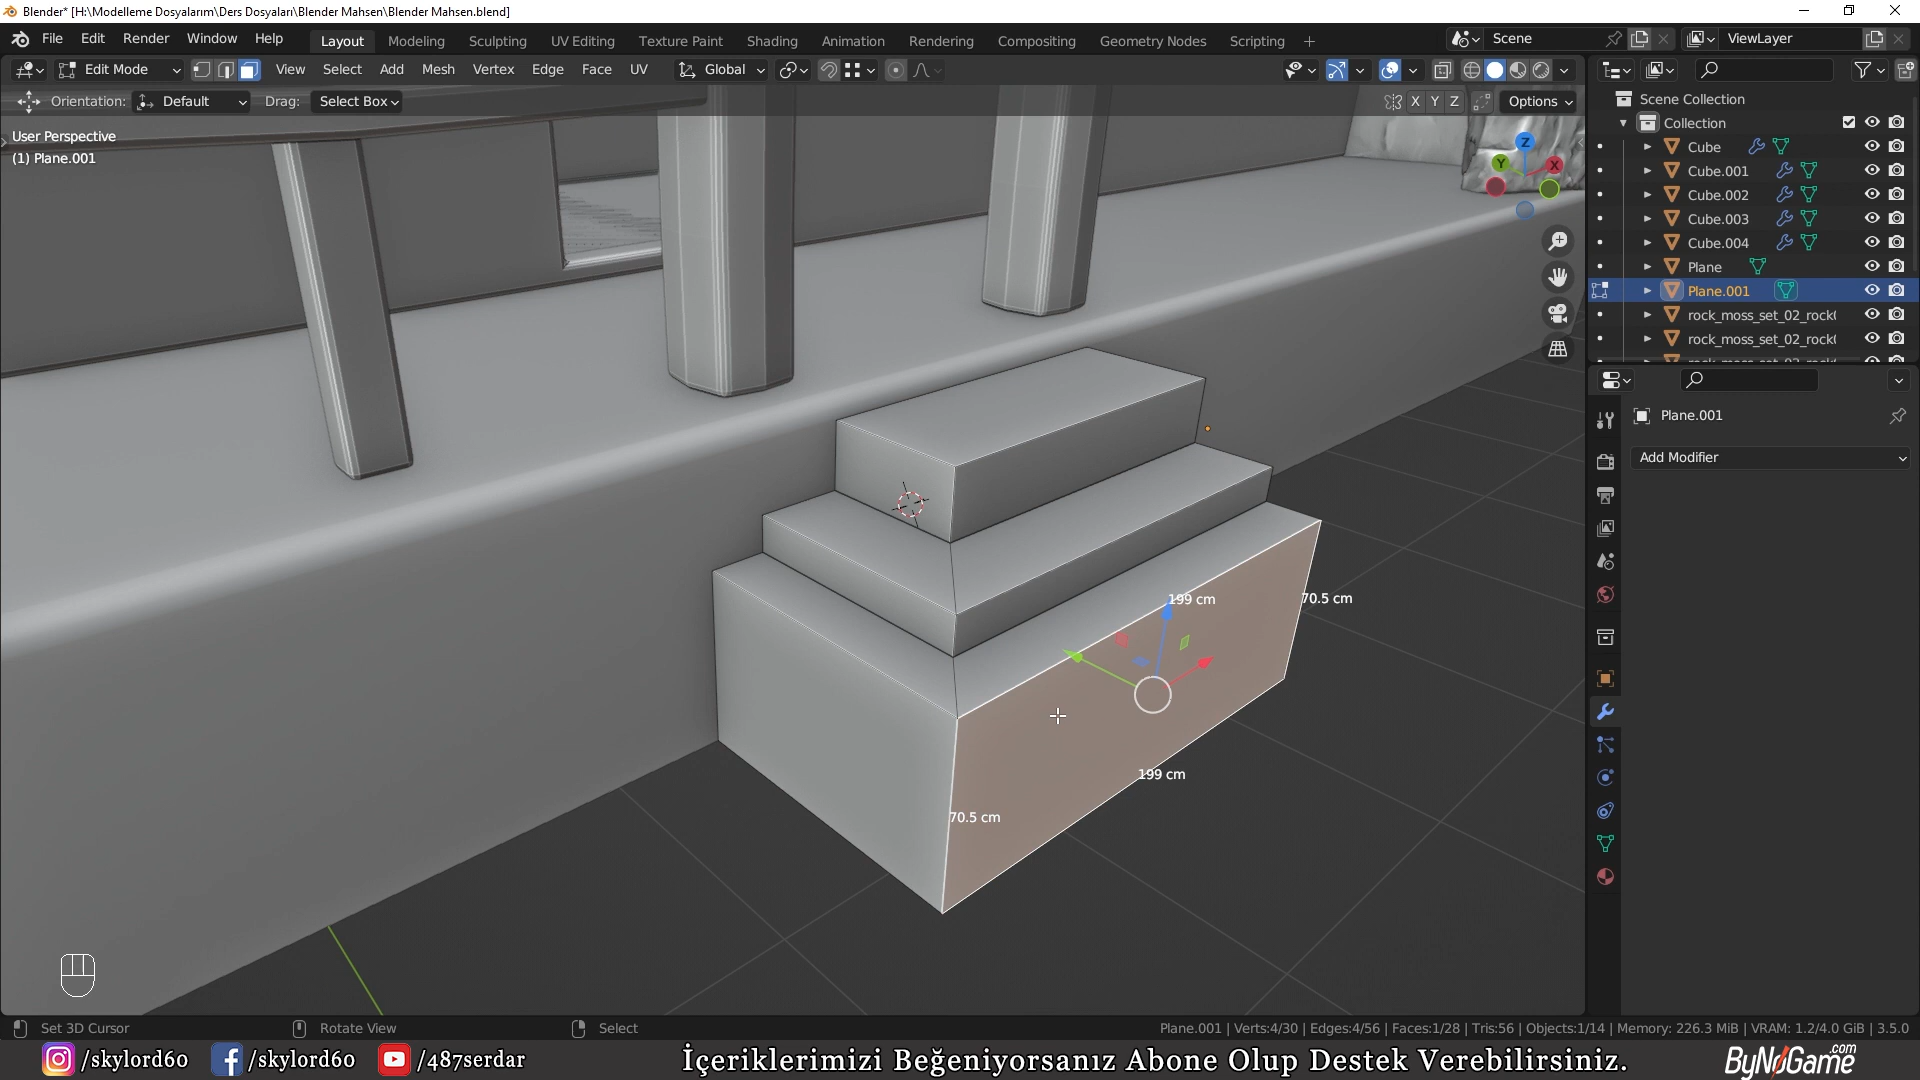 Blender* [H:\Modelleme Dosyalarım\Ders Dosyaları\Blender Mahsen\Blender Mahsen.blend]
File Edit Render Window Help Layout Modeling Sculpting UV Editing Texture Paint Shading Animation Rendering Compositing Geometry Nodes Scripting + Scene ViewLayer
Edit Mode View Select Add Mesh Vertex Edge Face UV Global
Orientation: Default Drag: Select Box X Y Z Options
User Perspective
(1) Plane.001
Z
Y X
199 cm
70.5 cm
199 cm
70.5 cm
Scene Collection
Collection
Cube
Cube.001
Cube.002
Cube.003
Cube.004
Plane
Plane.001
rock_moss_set_02_rock(
rock_moss_set_02_rock(
Plane.001
Add Modifier
Set 3D Cursor Rotate View Select Plane.001 | Verts:4/30 | Edges:4/56 | Faces:1/28 | Tris:56 | Objects:1/14 | Memory: 226.3 MiB | VRAM: 1.2/4.0 GiB | 3.5.0
/skylord60 /skylord60 /487serdar İçeriklerimizi Beğeniyorsanız Abone Olup Destek Verebilirsiniz. ByNoGame.com